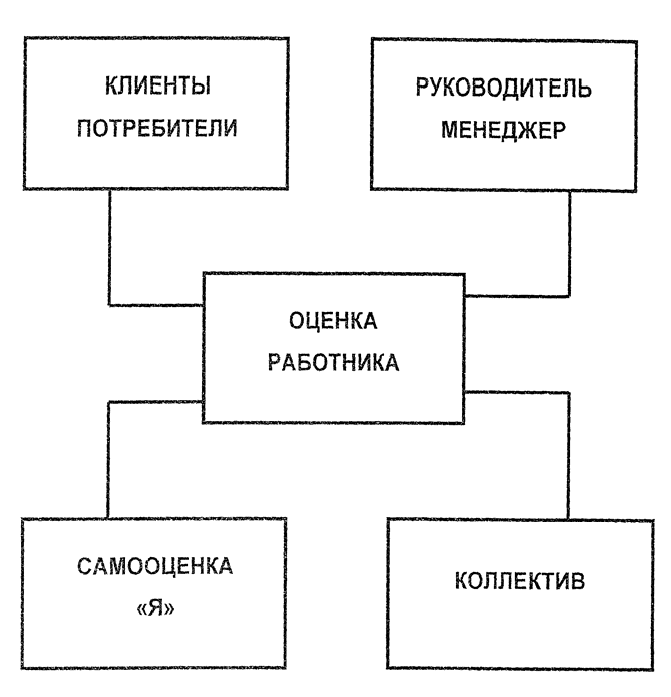 КЛИЕНТЫ
ПОТРЕБИТЕЛИ
РУКОВОДИТЕЛЬ
МЕНЕДЖЕР
ОЦЕНКА
РАБОТНИКА
САМООЦЕНКА
«Я»
КОЛЛЕКТИВ